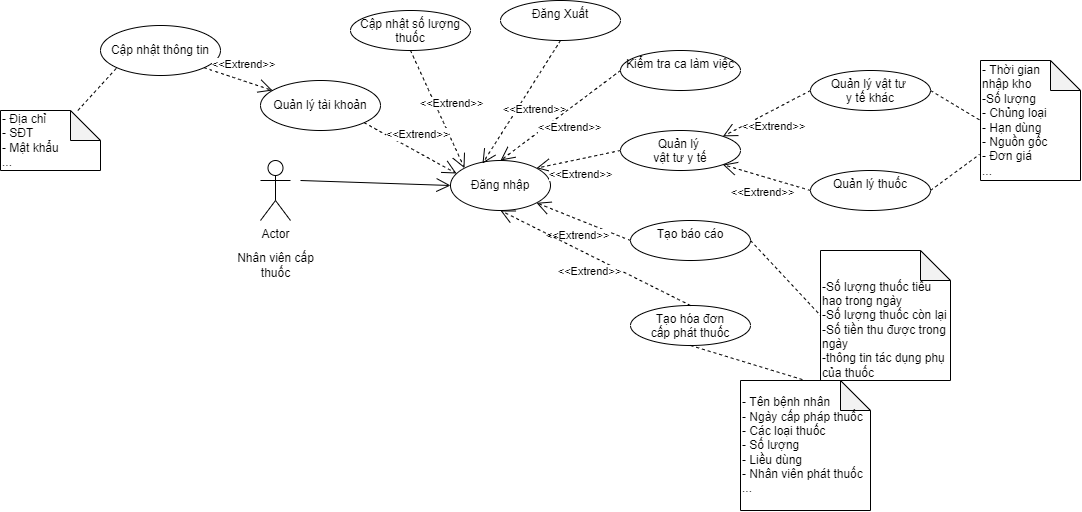 Đăng Xuất
Cập nhật số lượng
thuốc
Cập nhật thông tin
<<Extrend>>
Kiểm tra ca làm việc
Quản lý tài khoản
<<Extrend>>
<<Extrend>>
<<Extrend>>
<<Extrend>>
Quản lý vật tư
y tế khác
- Thời gian
nhập kho
-Số lượng
- Chủng loại
- Hạn dùng
- Nguồn gốc
- Đơn giá
...
- Địa chỉ
- SĐT
- Mật khẩu
...
<<Extrend>>
Quản lý
vật tư y tế
<<Extrend>>
<<Extrend>>
Quản lý thuốc
Đăng nhập
Actor
Nhân viên cấp
thuốc
<<Extrend>>
Tạo báo cáo
<<Extrend>>
-Số lượng thuốc tiêu
hao trong ngày
-Số lượng thuốc còn lại
-Số tiền thu được trong
ngày
-thông tin tác dụng phụ
của thuốc
Tạo hóa đơn
cấp phát thuốc
- Tên bệnh nhân
- Ngày cấp pháp thuốc
- Các loại thuốc
- Số lượng
- Liều dùng
- Nhân viên phát thuốc
...